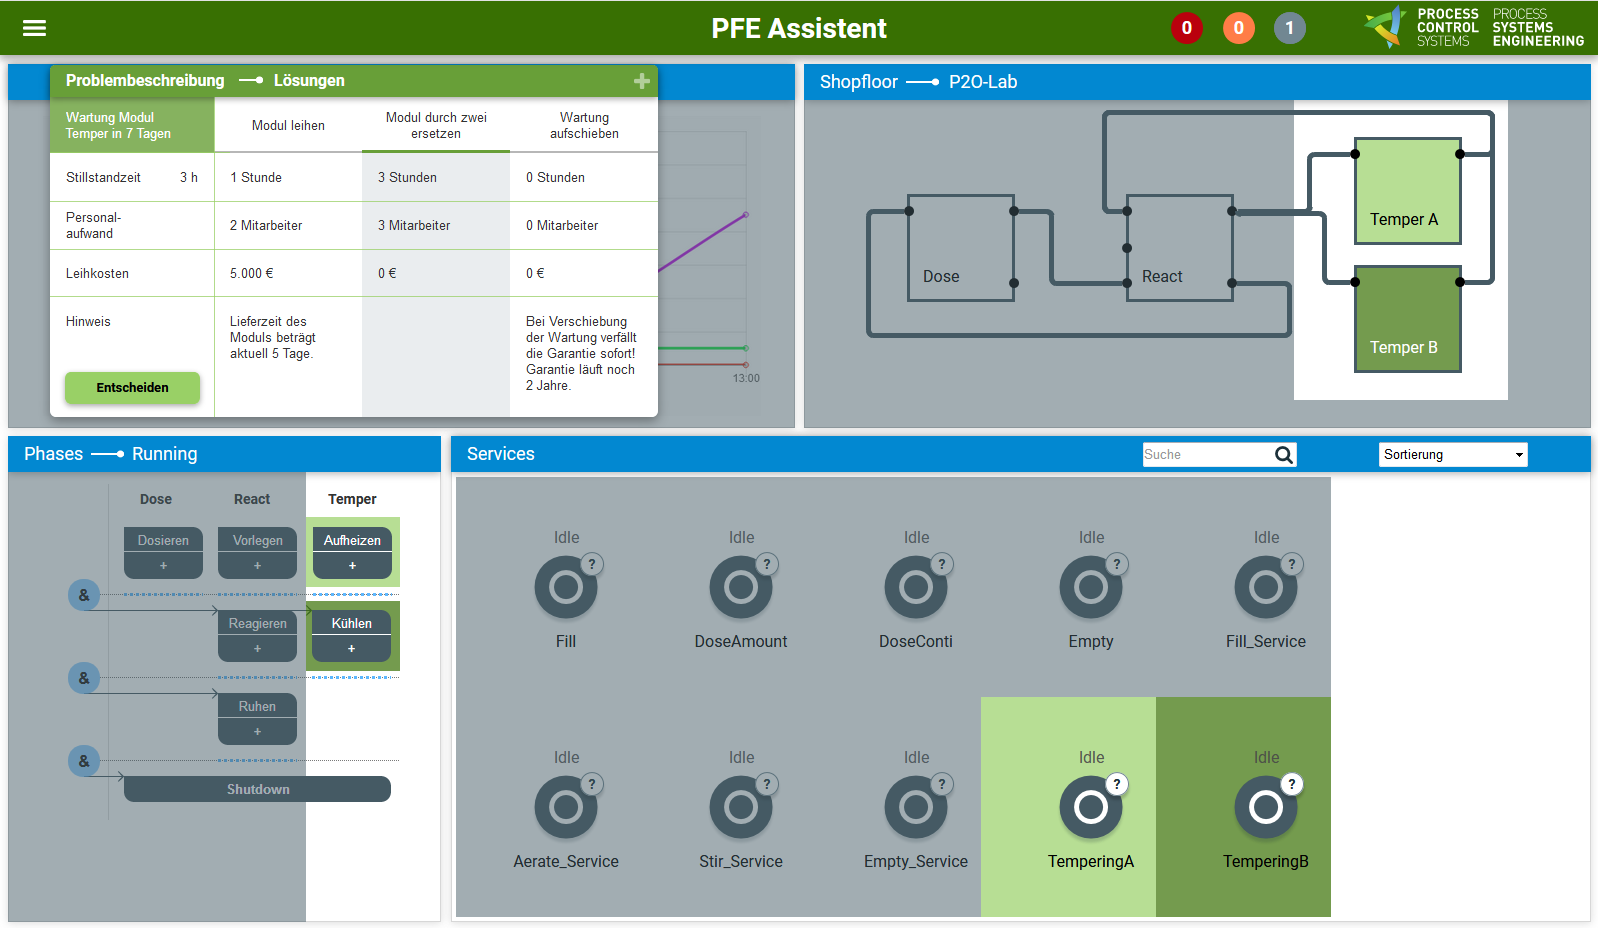 PFE Assistent
0
0
1
PROCESS CONTROL SYSTEMS
PROCESS SYSTEMS ENGINEERING
Problembeschreibung Lösungen +
Wartung Modul
Temper in 7 Tagen
Modul leihen
Modul durch zwei
ersetzen
Wartung
aufschieben
Stillstandzeit 3 h 1 Stunde 3 Stunden 0 Stunden
Personal-
aufwand
2 Mitarbeiter 3 Mitarbeiter 0 Mitarbeiter
Leihkosten 5.000 € 0 € 0 €
Hinweis
Lieferzeit des
Moduls beträgt
aktuell 5 Tage.
Bei Verschiebung
der Wartung verfällt
die Garantie sofort!
Garantie läuft noch
2 Jahre.
Entscheiden
13:00
Shopfloor P2O-Lab
Dose
React
Temper A
Temper B
Phases Running
Dose React Temper
Dosieren Vorlegen Aufheizen
+ + +
&
Reagieren Kühlen
+ +
&
Ruhen
+
&
Shutdown
Services
Suche
Sortierung
Idle Idle Idle Idle Idle
? ? ? ? ?
Fill DoseAmount DoseConti Empty Fill_Service
Idle Idle Idle Idle Idle
? ? ? ? ?
Aerate_Service Stir_Service Empty_Service TemperingA TemperingB